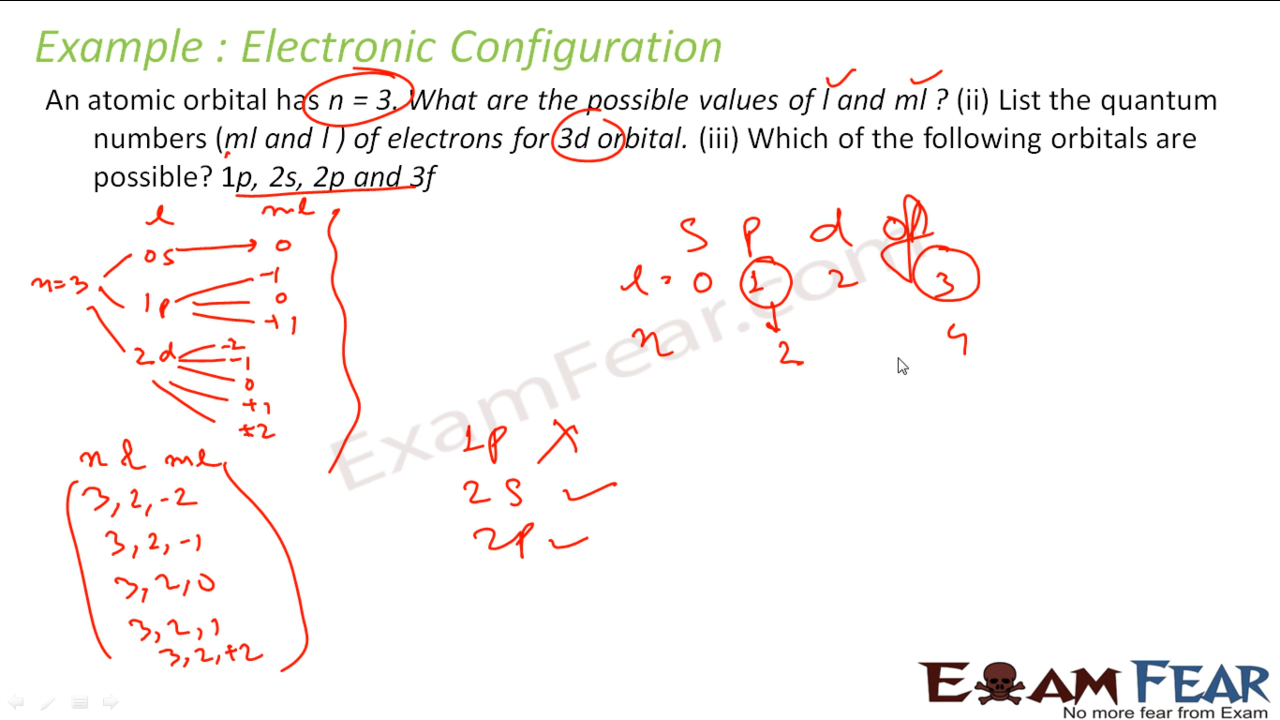 Example : Electronic Configuration
An atomic orbital has n = 3. What are the possible values of l and ml ? (ii) List the quantum
numbers (ml and l ) of electrons for 3d orbital. (iii) Which of the following orbitals are
possible? 1p, 2s, 2p and 3f
l ml
0 s 0
n=3 1 p -1
0
+1
2 d -2
-1
0
+1
+2
n l ml
3, 2, -2
3, 2, -1
3, 2, 0
3, 2, 1
3, 2, +2
s p d
l = 0 1 2 3
n 2 4
1p X
2 s ✓
2p ✓
ExamFear.com
EXAM FEAR
No more fear from Exam